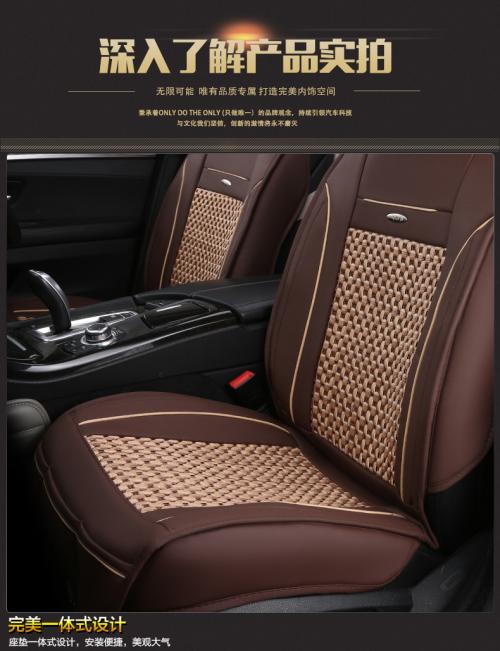 深入了解产品实拍
无限可能 唯有品质专属 打造完美内饰空间
秉承着ONLY DO THE ONLY (只做唯一）的品牌观念，持续引领汽车科技
与文化我们坚信，创新的激情将永不磨灭
完美一体式设计
座垫一体式设计，安装便捷，美观大气